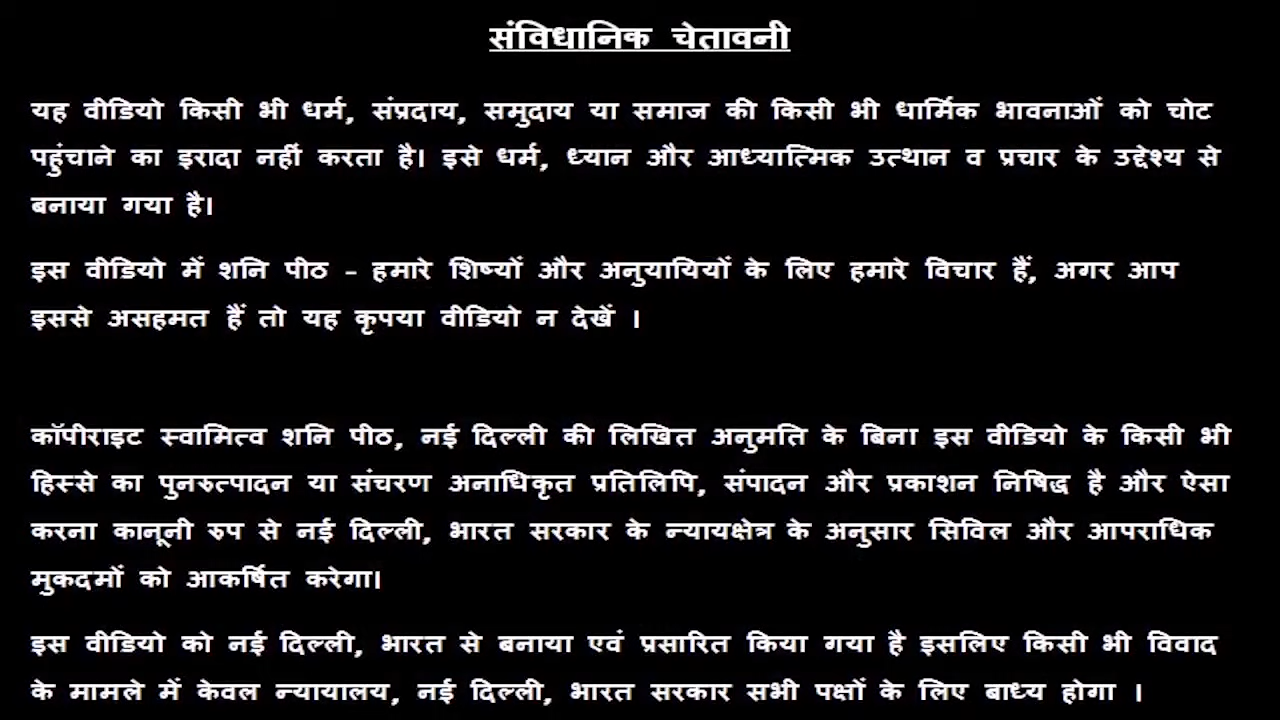 संविधानिक चेतावनी
यह वीडियो किसी भी धर्म, संप्रदाय, समुदाय या समाज की किसी भी धार्मिक भावनाओं को चोट
पहुंचाने का इरादा नहीं करता है। इसे धर्म, ध्यान और आध्यात्मिक उत्थान व प्रचार के उद्देश्य से
बनाया गया है।
इस वीडियो में शनि पीठ – हमारे शिष्यों और अनुयायियों के लिए हमारे विचार हैं, अगर आप
इससे असहमत हैं तो यह कृपया वीडियो न देखें ।
कॉपीराइट स्वामित्व शनि पीठ, नई दिल्ली की लिखित अनुमति के बिना इस वीडियो के किसी भी
हिस्से का पुनरुत्पादन या संचरण अनाधिकृत प्रतिलिपि, संपादन और प्रकाशन निषिद्ध है और ऐसा
करना कानूनी रुप से नई दिल्ली, भारत सरकार के न्यायक्षेत्र के अनुसार सिविल और आपराधिक
मुकदमों को आकर्षित करेगा।
इस वीडियो को नई दिल्ली, भारत से बनाया एवं प्रसारित किया गया है इसलिए किसी भी विवाद
के मामले में केवल न्यायालय, नई दिल्ली, भारत सरकार सभी पक्षों के लिए बाध्य होगा ।